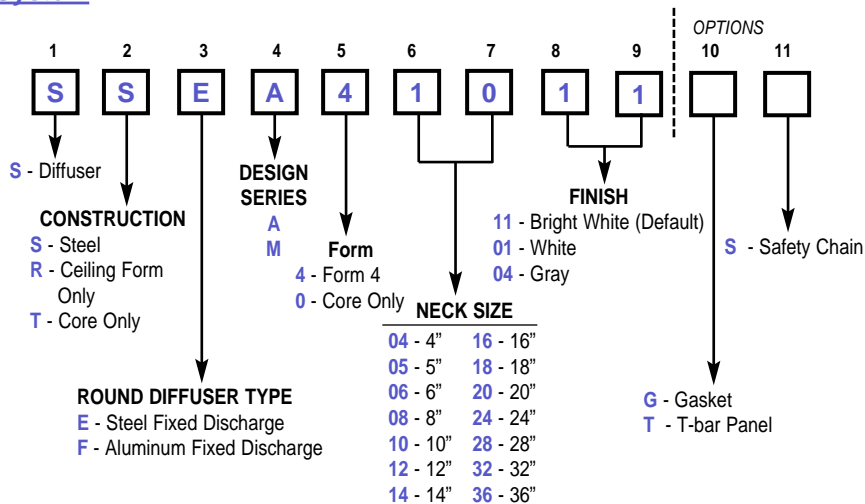 OPTIONS
1 2 3 4 5 6 7 8 9 10 11
S S E A 4 1 0 1 1
S - Diffuser
CONSTRUCTION
S - Steel
R - Ceiling Form
Only
T - Core Only
ROUND DIFFUSER TYPE
E - Steel Fixed Discharge
F - Aluminum Fixed Discharge
DESIGN
SERIES
A
M
Form
4 - Form 4
0 - Core Only
NECK SIZE
04 - 4” 16 - 16”
05 - 5” 18 - 18”
06 - 6” 20 - 20”
08 - 8” 24 - 24”
10 - 10” 28 - 28”
12 - 12” 32 - 32”
14 - 14” 36 - 36”
FINISH
11 - Bright White (Default)
01 - White
04 - Gray
G - Gasket
T - T-bar Panel
S - Safety Chain